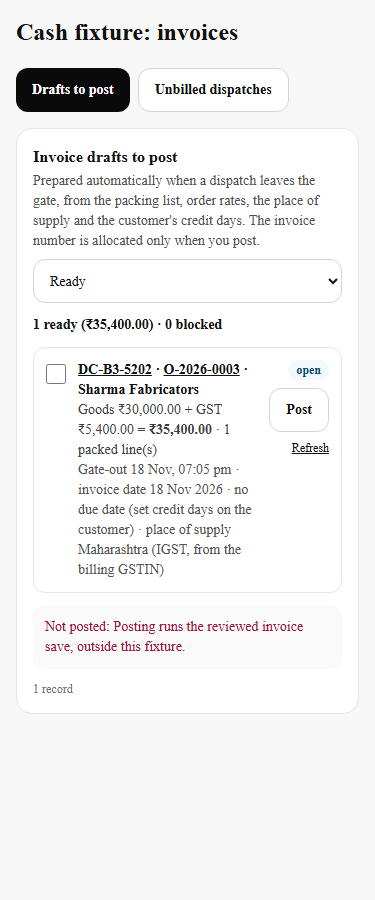 Cash fixture: invoices
Drafts to post
Unbilled dispatches
Invoice drafts to post
Prepared automatically when a dispatch leaves the
gate, from the packing list, order rates, the place of
supply and the customer's credit days. The invoice
number is allocated only when you post.
Ready
1 ready (₹35,400.00) · 0 blocked
DC-B3-5202 · O-2026-0003 ·
Sharma Fabricators
Goods ₹30,000.00 + GST
₹5,400.00 = ₹35,400.00 · 1
packed line(s)
Gate-out 18 Nov, 07:05 pm ·
invoice date 18 Nov 2026 · no
due date (set credit days on the
customer) · place of supply
Maharashtra (IGST, from the
billing GSTIN)
open
Post
Refresh
Not posted: Posting runs the reviewed invoice
save, outside this fixture.
1 record